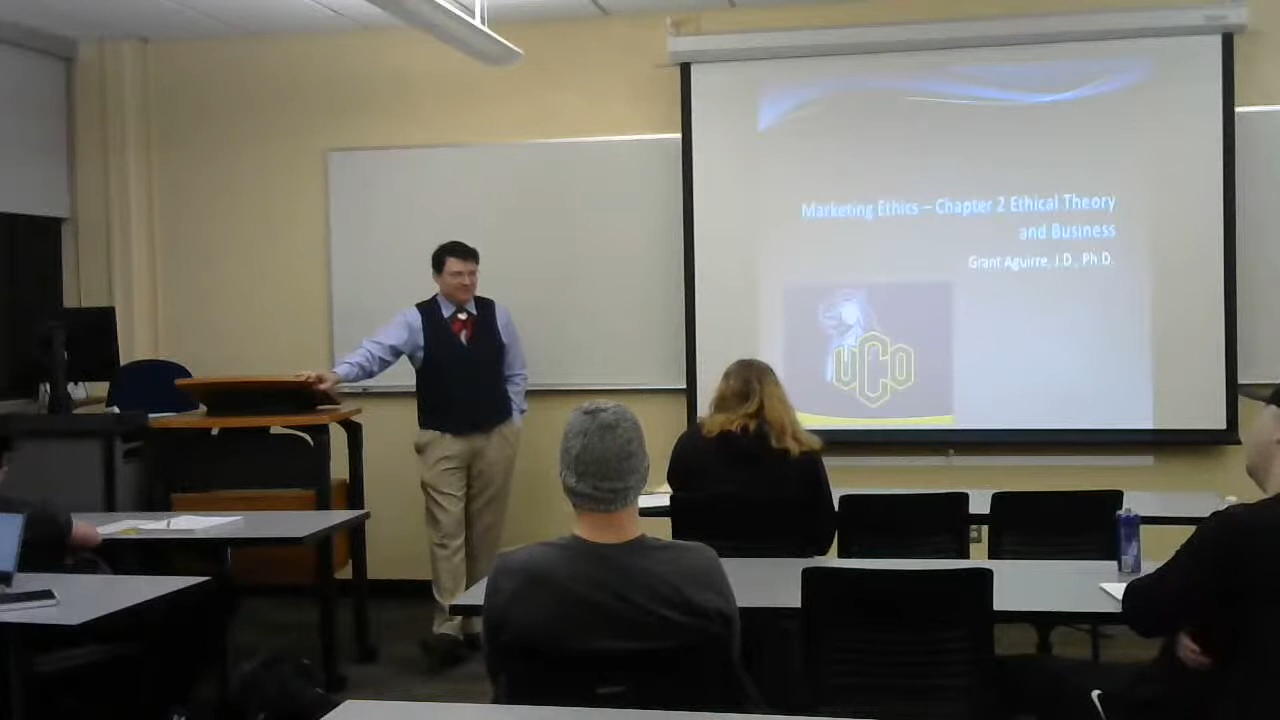 Marketing Ethics – Chapter 2 Ethical Theory
and Business
Grant Aguirre, J.D., Ph.D.
UCO